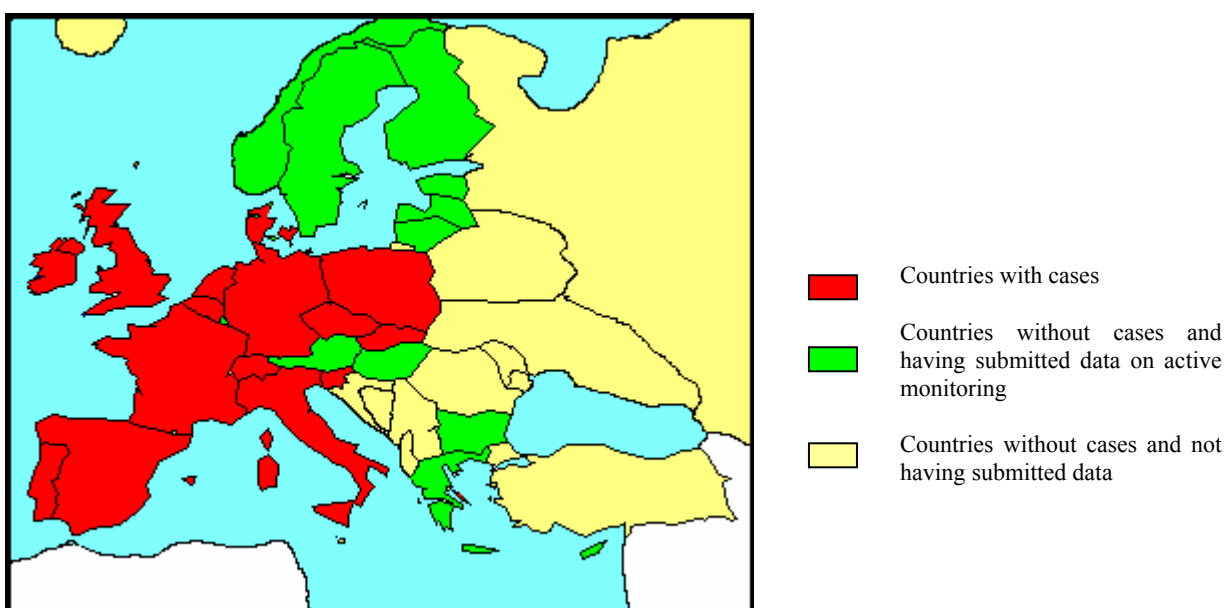 Countries with cases
Countries without cases and
having submitted data on active
monitoring
Countries without cases and not
having submitted data